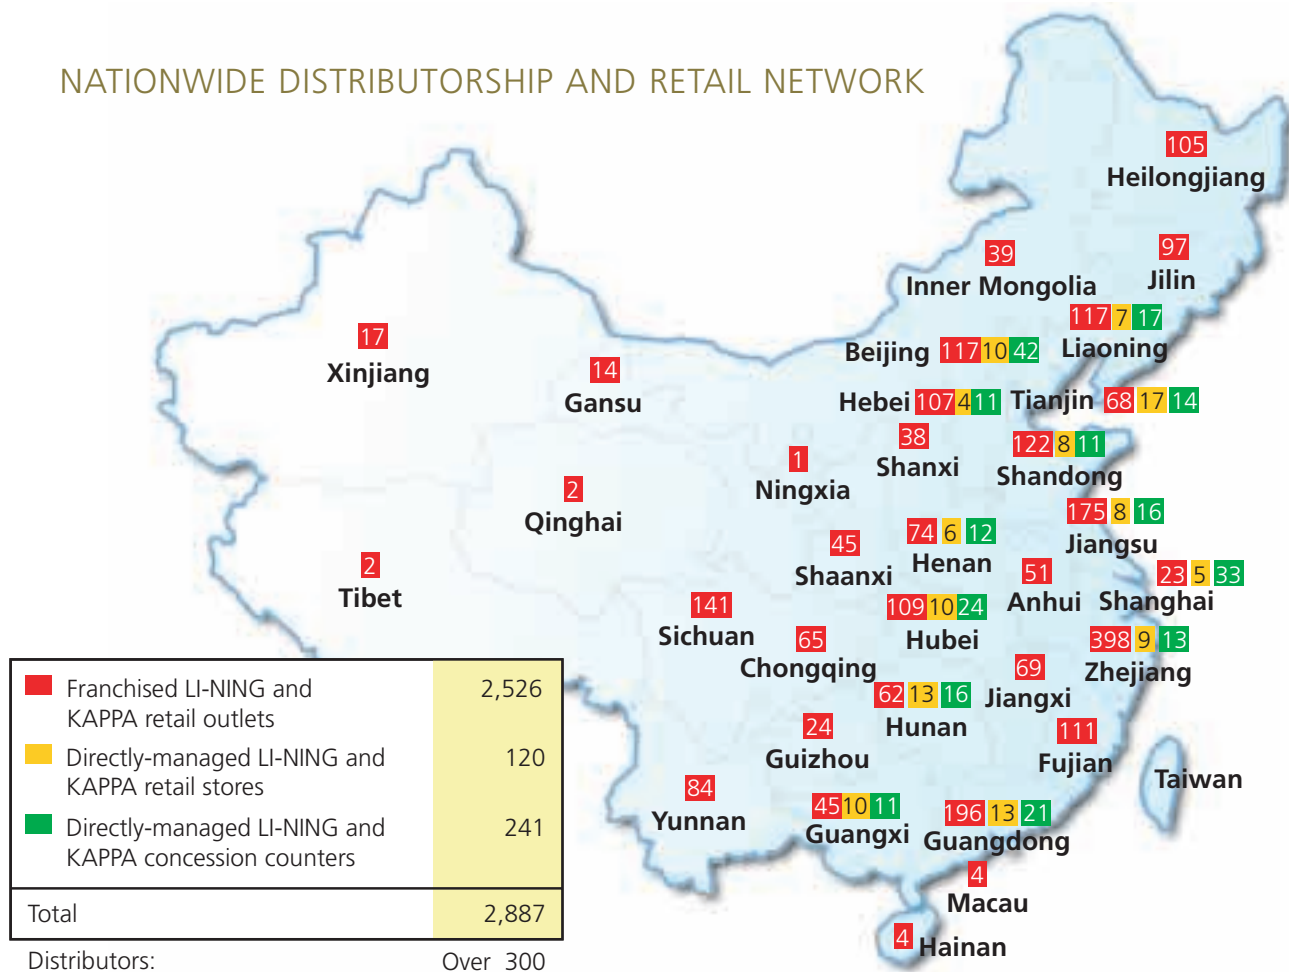 NATIONWIDE DISTRIBUTORSHIP AND RETAIL NETWORK
105
Heilongjiang
97
Jilin
39
Inner Mongolia
117 7 17
Liaoning
Beijing 117 10 42
17
Xinjiang
14
Gansu
Hebei 107 4 11
Tianjin 68 17 14
38
Shanxi
122 8 11
Shandong
1
Ningxia
2
Qinghai
175 8 16
Jiangsu
74 6 12
Henan
45
Shaanxi
2
Tibet
51
Anhui
23 5 33
Shanghai
141
Sichuan
109 10 24
Hubei
65
Chongqing
398 9 13
Zhejiang
69
Jiangxi
62 13 16
Hunan
24
Guizhou
111
Fujian
Taiwan
84
Yunnan
45 10 11
Guangxi
196 13 21
Guangdong
4
Macau
4 Hainan
Franchised LI-NING and 2,526
KAPPA retail outlets
Directly-managed LI-NING and 120
KAPPA retail stores
Directly-managed LI-NING and 241
KAPPA concession counters
Total 2,887
Distributors: Over 300